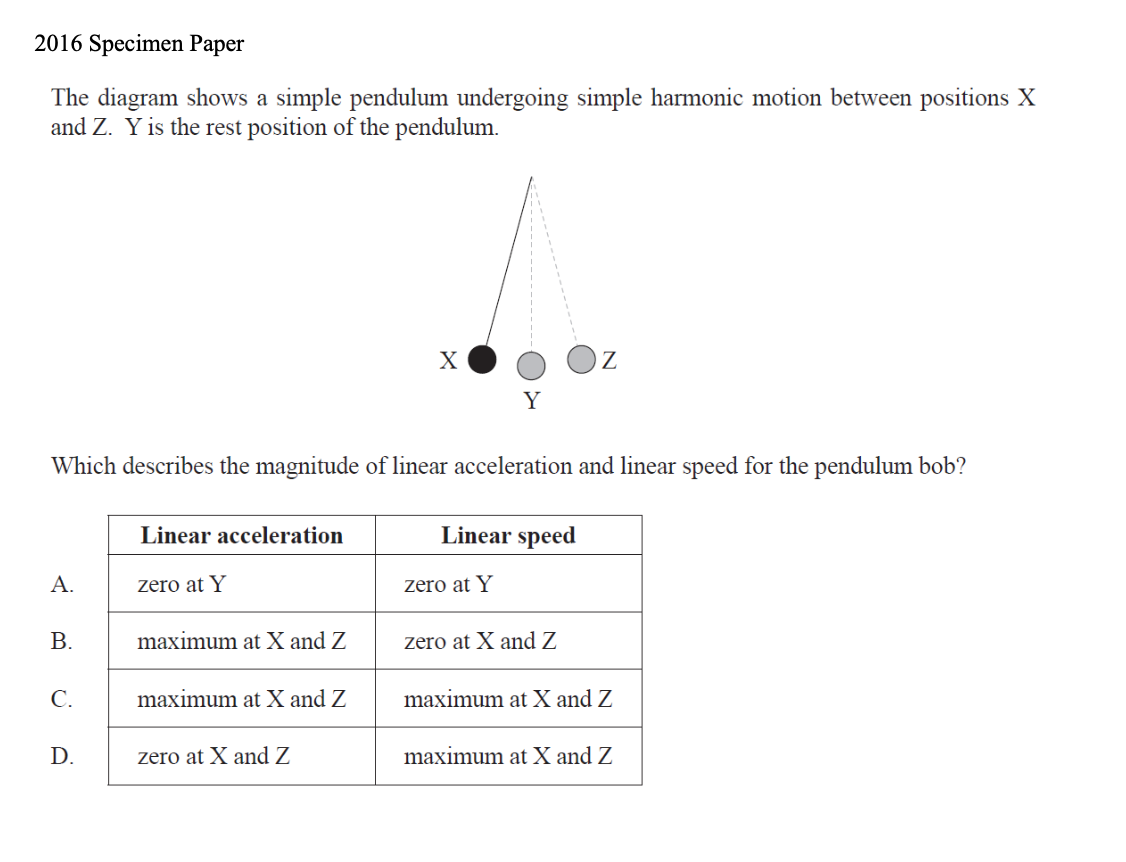 2016 Specimen Paper
The diagram shows a simple pendulum undergoing simple harmonic motion between positions X
and Z. Y is the rest position of the pendulum.
X
Z
Y
Which describes the magnitude of linear acceleration and linear speed for the pendulum bob?
Linear acceleration Linear speed
A. zero at Y zero at Y
B. maximum at X and Z zero at X and Z
C. maximum at X and Z maximum at X and Z
D. zero at X and Z maximum at X and Z